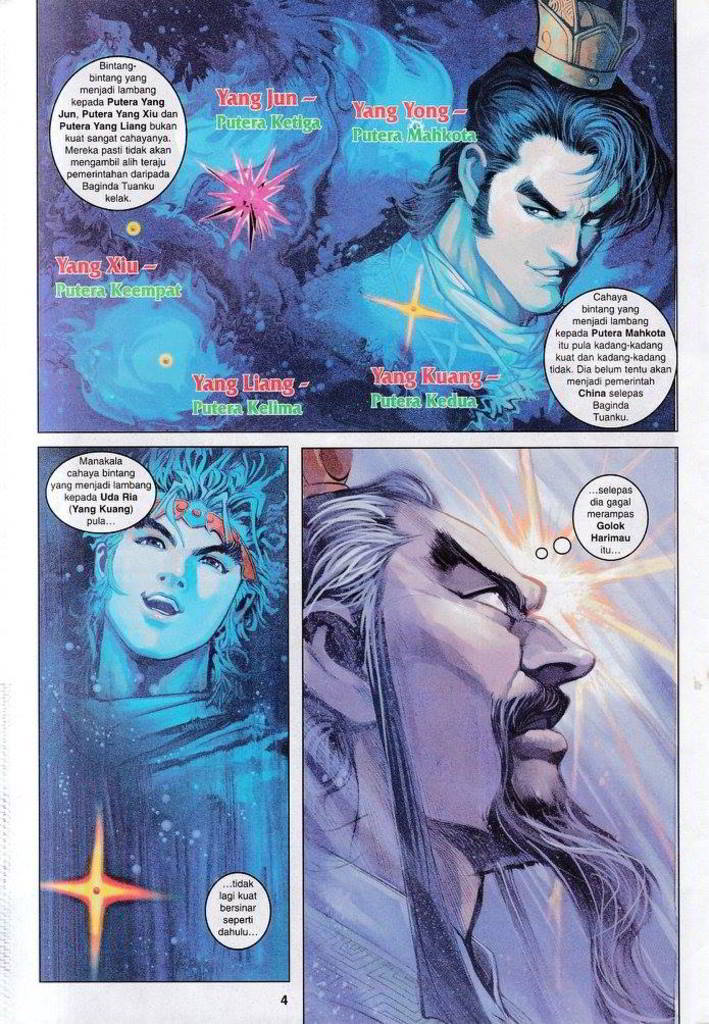 Bintang-
bintang yang
menjadi lambang
kepada Putera Yang
Jun, Putera Yang Xiu dan
Putera Yang Liang bukan
kuat sangat cahayanya.
Mereka pasti tidak akan
mengambil alih teraju
pemerintahan daripada
Baginda Tuanku
kelak.
Yang Jun –
Putera Ketiga
Yang Yong –
Putera Mahkota
Yang Xiu –
Putera Keempat
Yang Liang -
Putera Kelima
Yang Kuang –
Putera Kedua
Cahaya
bintang yang
menjadi lambang
kepada Putera Mahkota
itu pula kadang-kadang
kuat dan kadang-kadang
tidak. Dia belum tentu akan
menjadi pemerintah
China selepas
Baginda
Tuanku.
Manakala
cahaya bintang
yang menjadi lambang
kepada Uda Ria
(Yang Kuang)
pula...
...tidak
lagi kuat
bersinar
seperti
dahulu...
...selepas
dia gagal
merampas
Golok
Harimau
itu...
4